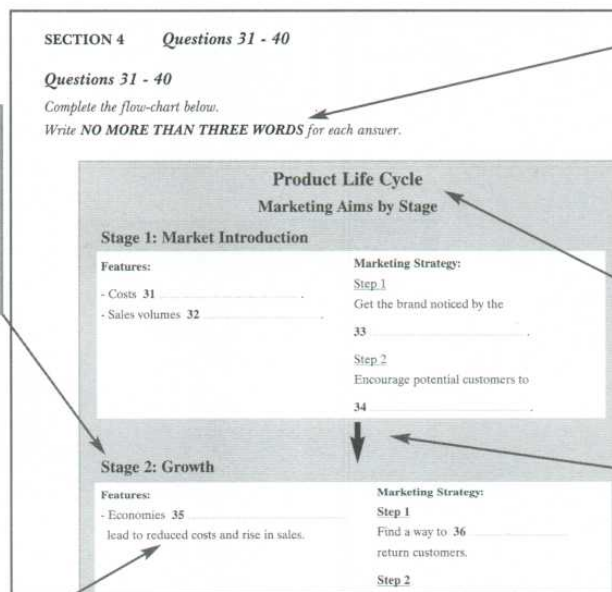 SECTION 4 Questions 31 - 40
Questions 31 - 40
Complete the flow-chart below.
Write NO MORE THAN THREE WORDS for each answer.
Product Life Cycle
Marketing Aims by Stage
Stage 1: Market Introduction
Features:
- Costs 31 .
- Sales volumes 32 .
Marketing Strategy:
Step 1
Get the brand noticed by the
33 .
Step 2
Encourage potential customers to
34 .
Stage 2: Growth
Features:
- Economies 35
lead to reduced costs and rise in sales.
Marketing Strategy:
Step 1
Find a way to 36
return customers.
Step 2